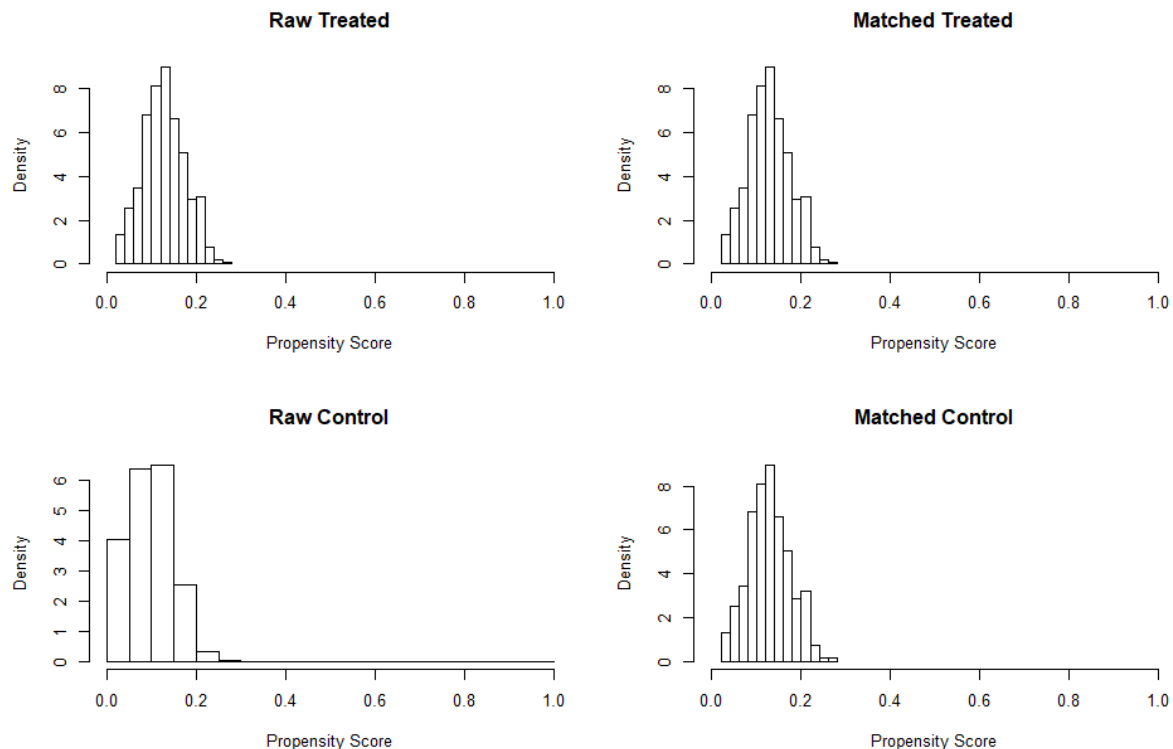 Raw Treated
Density
0 2 4 6 8
0.0 0.2 0.4 0.6 0.8 1.0
Propensity Score
Matched Treated
Density
0 2 4 6 8
0.0 0.2 0.4 0.6 0.8 1.0
Propensity Score
Raw Control
Density
0 1 2 3 4 5 6
0.0 0.2 0.4 0.6 0.8 1.0
Propensity Score
Matched Control
Density
0 2 4 6 8
0.0 0.2 0.4 0.6 0.8 1.0
Propensity Score